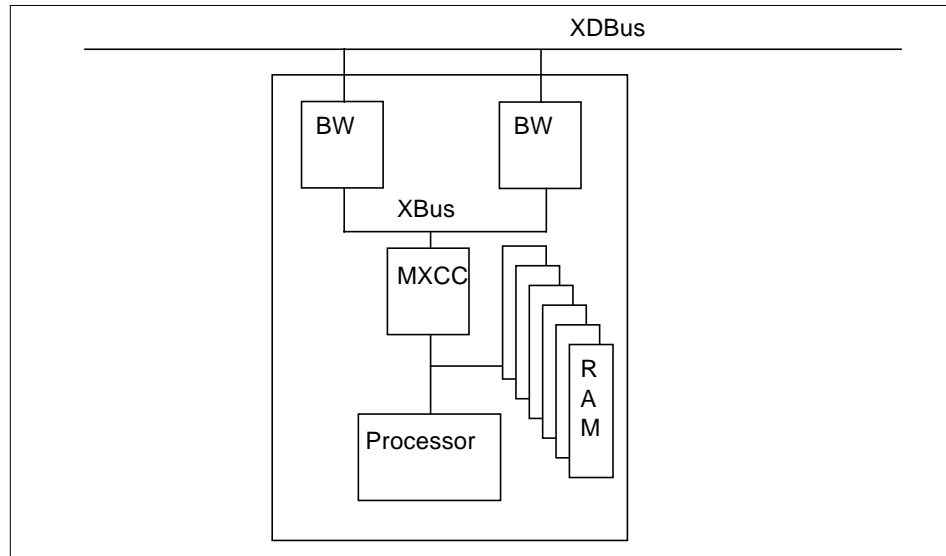 XDBus
BW BW
XBus
MXCC
Processor
R
A
M